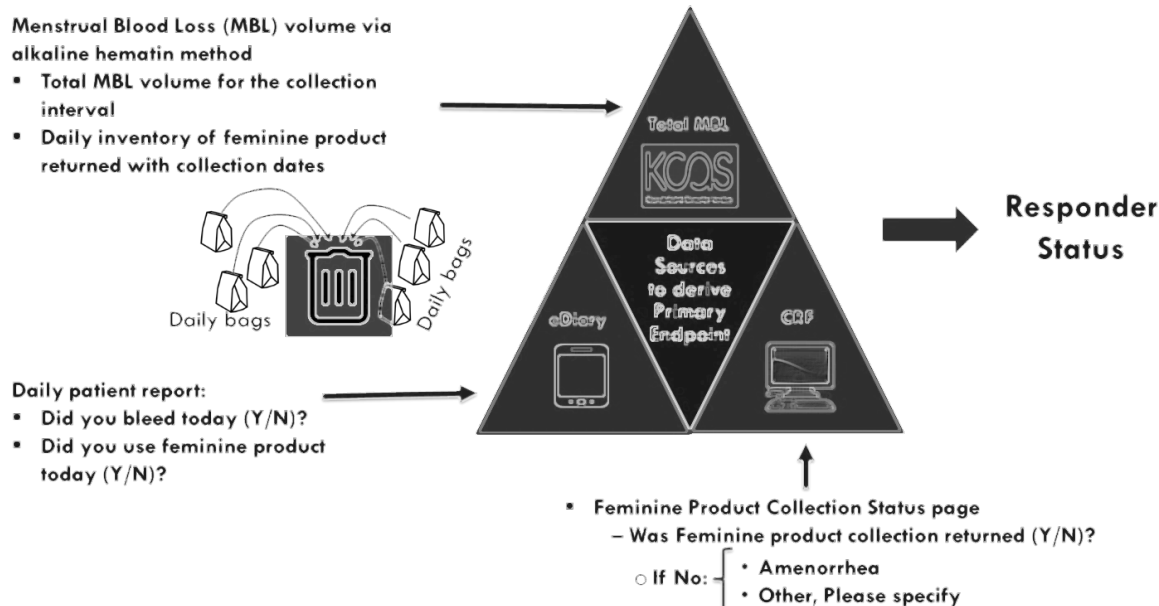 Menstrual Blood Loss (MBL) volume via
alkaline hematin method
▪ Total MBL volume for the collection
interval
▪ Daily inventory of feminine product
returned with collection dates
Daily bags
Daily bags
Daily patient report:
▪ Did you bleed today (Y/N)?
▪ Did you use feminine product
today (Y/N)?
Total MBL
KCAS
Data
Sources
to derive
Primary
Endpoint
eDiary
CRF
Responder
Status
▪ Feminine Product Collection Status page
– Was Feminine product collection returned (Y/N)?
○ If No:
• Amenorrhea
• Other, Please specify